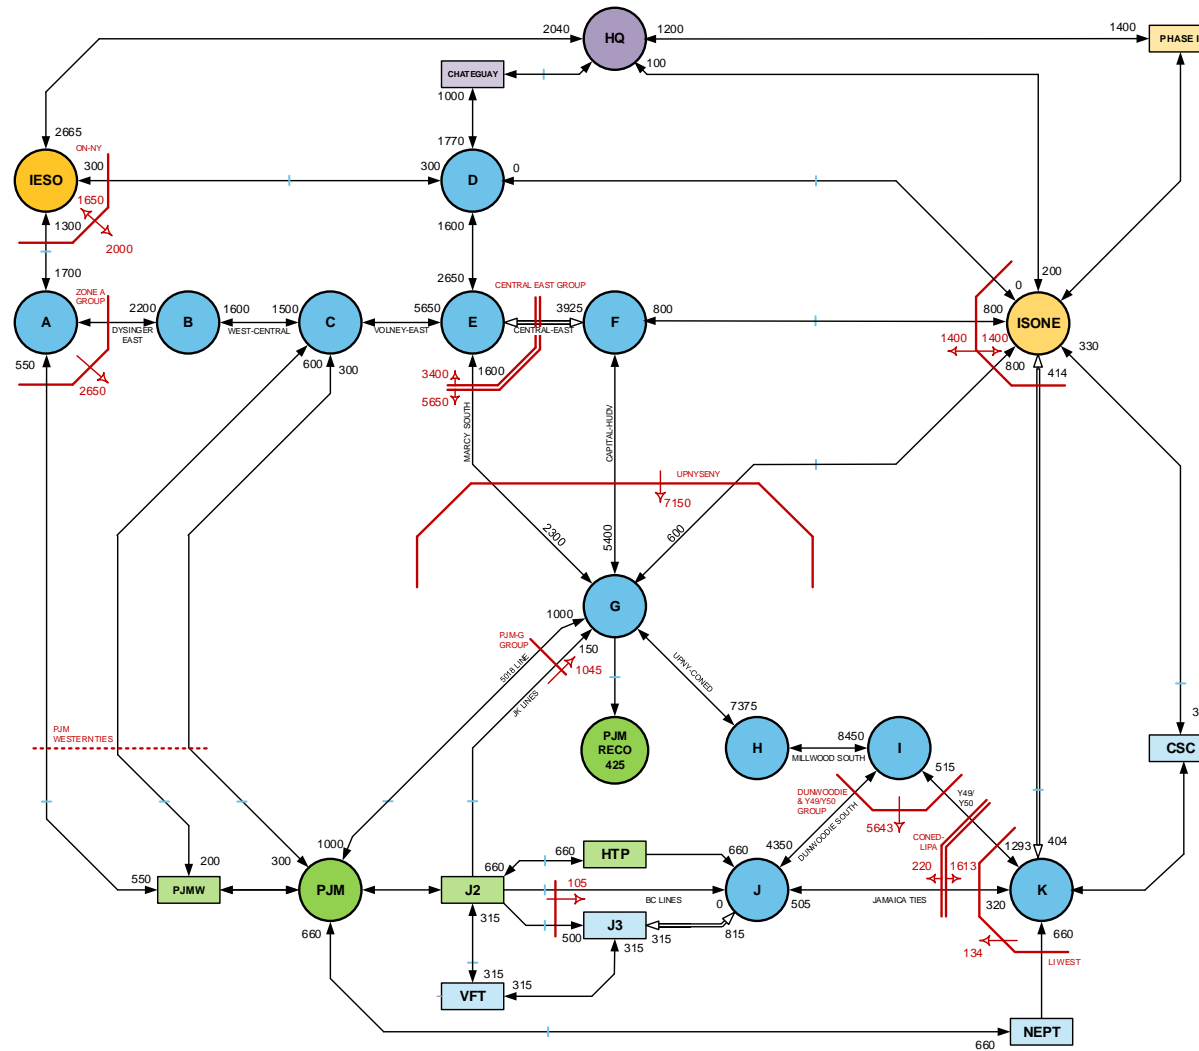 2040
HQ
1200
1400
PHASE I
CHATEGUAY
100
1000
2665
ON-NY
1770
IESO
300
300
D
0
1650
1300
2000
1600
1700
2650
200
0
ZONE A
GROUP
CENTRAL EAST GROUP
A
2200
B
1600
1500
C
5650
E
3925
F
800
800
ISONE
DYSINGER
EAST
WEST-CENTRAL
VOLNEY-EAST
CENTRAL-EAST
1400
1400
330
550
600
300
1600
800
414
2650
3400
5650
MARCY SOUTH
CAPITAL-HUDV
UPNYSENY
7150
2300
5400
600
G
1000
PJM-G
GROUP
150
1045
5018 LINE
JK LINES
UPNY-CONED
7375
8450
PJM
WESTERN TIES
PJM
RECO
425
H
MILLWOOD SOUTH
I
515
CSC
3
DUNWOODIE
& Y49/Y50
GROUP
Y49/
Y50
5643
DUNWOODIE SOUTH
CONED-
LIPA
4350
1293
404
1000
200
300
660
HTP
660
660
220
1613
550
PJMW
PJM
J2
105
BC LINES
J
0
505
JAMAICA TIES
320
K
660
315
500
J3
315
815
660
134
LI WEST
315
315
VFT
315
NEPT
660